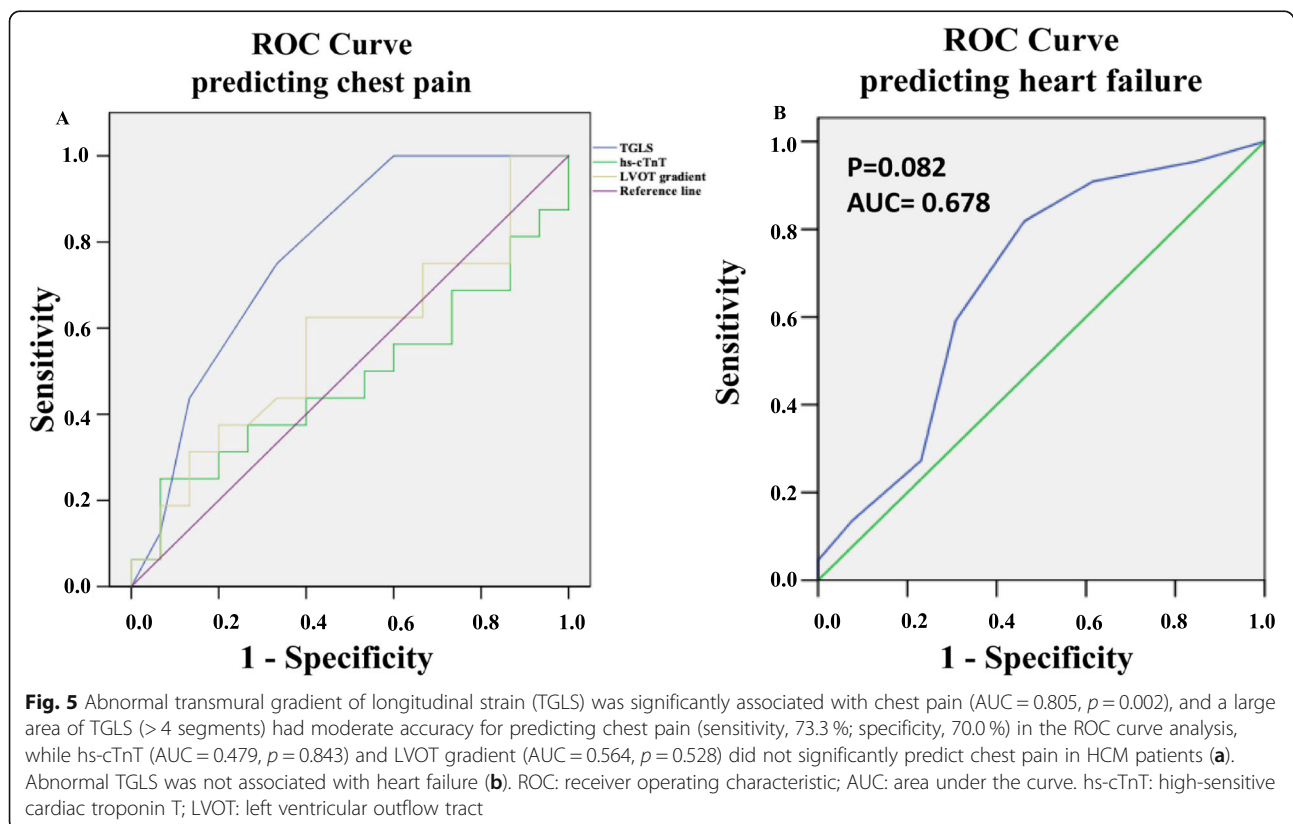 ROC Curve
predicting chest pain
A
1.0
0.8
0.6
0.4
0.2
0.0
Sensitivity
0.0 0.2 0.4 0.6 0.8 1.0
1 - Specificity
TGLS
hs-cTnT
LVOT gradient
Reference line
ROC Curve
predicting heart failure
B
P=0.082
AUC= 0.678
1.0
0.8
0.6
0.4
0.2
0.0
Sensitivity
0.0 0.2 0.4 0.6 0.8 1.0
1 - Specificity
Fig. 5 Abnormal transmural gradient of longitudinal strain (TGLS) was significantly associated with chest pain (AUC = 0.805, p = 0.002), and a large
area of TGLS (> 4 segments) had moderate accuracy for predicting chest pain (sensitivity, 73.3 %; specificity, 70.0 %) in the ROC curve analysis,
while hs-cTnT (AUC = 0.479, p = 0.843) and LVOT gradient (AUC = 0.564, p = 0.528) did not significantly predict chest pain in HCM patients (a).
Abnormal TGLS was not associated with heart failure (b). ROC: receiver operating characteristic; AUC: area under the curve. hs-cTnT: high-sensitive
cardiac troponin T; LVOT: left ventricular outflow tract